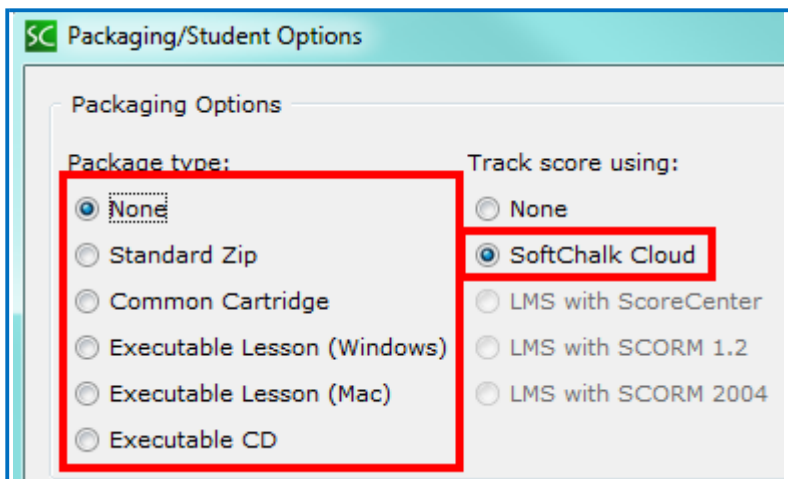 SC Packaging/Student Options
Packaging Options
Package type:
None
Standard Zip
Common Cartridge
Executable Lesson (Windows)
Executable Lesson (Mac)
Executable CD
Track score using:
None
SoftChalk Cloud
LMS with ScoreCenter
LMS with SCORM 1.2
LMS with SCORM 2004